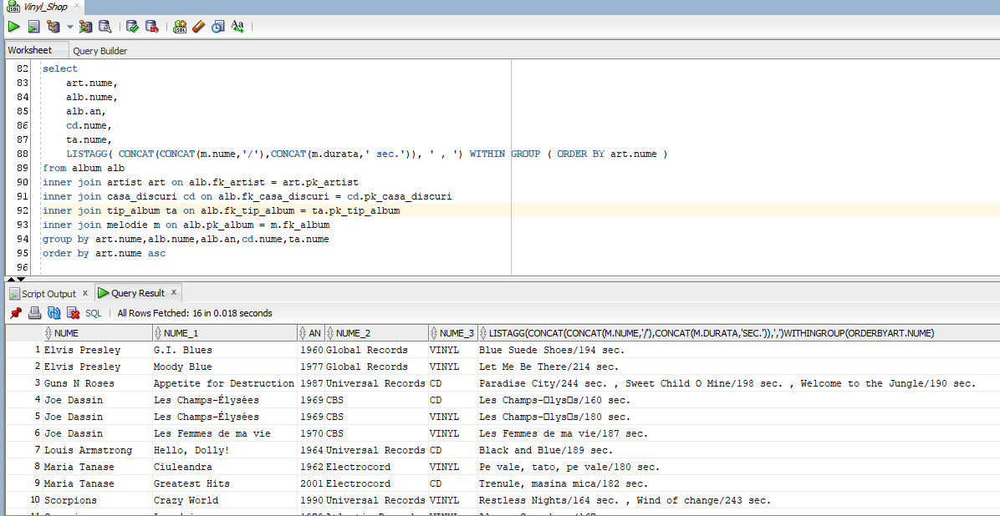 Vinyl_Shop
Worksheet Query Builder
82 select
83 art.nume,
84 alb.nume,
85 alb.an,
86 cd.nume,
87 ta.nume,
88 LISTAGG( CONCAT(CONCAT(m.nume,'/'),CONCAT(m.durata,' sec.')), ' , ') WITHIN GROUP ( ORDER BY art.nume )
89 from album alb
90 inner join artist art on alb.fk_artist = art.pk_artist
91 inner join casa_discuri cd on alb.fk_casa_discuri = cd.pk_casa_discuri
92 inner join tip_album ta on alb.fk_tip_album = ta.pk_tip_album
93 inner join melodie m on alb.pk_album = m.fk_album
94 group by art.nume,alb.nume,alb.an,cd.nume,ta.nume
95 order by art.nume asc
96
Script Output x Query Result x
SQL | All Rows Fetched: 16 in 0.018 seconds
NUME NUME_1 AN NUME_2 NUME_3 LISTAGG(CONCAT(CONCAT(M.NUME,'/'),CONCAT(M.DURATA,'SEC.')),',')WITHINGROUP(ORDERBYART.NUME)
1 Elvis Presley G.I. Blues 1960 Global Records VINYL Blue Suede Shoes/194 sec.
2 Elvis Presley Moody Blue 1977 Global Records VINYL Let Me Be There/214 sec.
3 Guns N Roses Appetite for Destruction 1987 Universal Records CD Paradise City/244 sec. , Sweet Child O Mine/198 sec. , Welcome to the Jungle/190 sec.
4 Joe Dassin Les Champs-Élysées 1969 CBS CD Les Champs-□lys□s/160 sec.
5 Joe Dassin Les Champs-Élysées 1969 CBS VINYL Les Champs-□lys□s/180 sec.
6 Joe Dassin Les Femmes de ma vie 1970 CBS VINYL Les Femmes de ma vie/187 sec.
7 Louis Armstrong Hello, Dolly! 1964 Universal Records CD Black and Blue/189 sec.
8 Maria Tanase Ciuleandra 1962 Electrocord VINYL Pe vale, tato, pe vale/180 sec.
9 Maria Tanase Greatest Hits 2001 Electrocord CD Trenule, masina mica/182 sec.
10 Scorpions Crazy World 1990 Universal Records VINYL Restless Nights/164 sec. , Wind of change/243 sec.